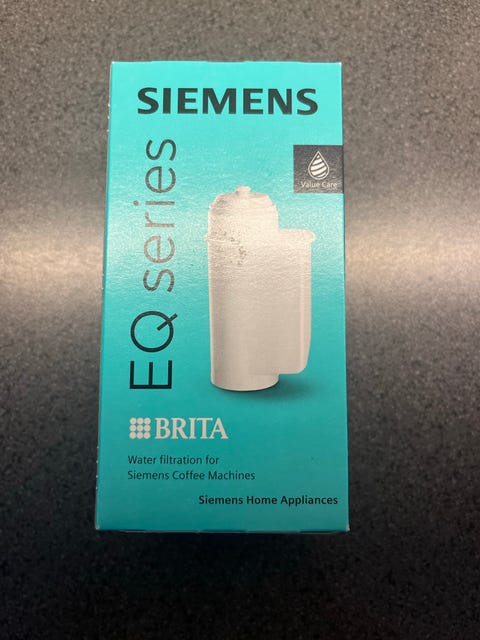 SIEMENS
Value Care
EQ series
BRITA
Water filtration for
Siemens Coffee Machines
Siemens Home Appliances